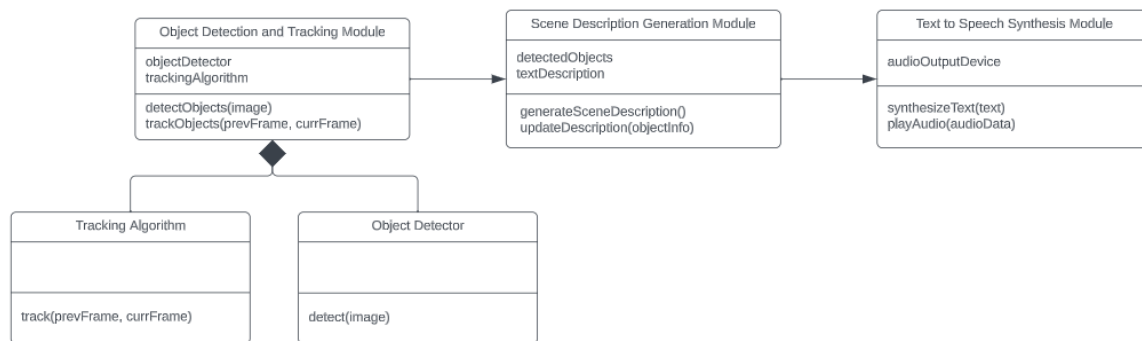 Object Detection and Tracking Module
objectDetector
trackingAlgorithm
detectObjects(image)
trackObjects(prevFrame, currFrame)
Scene Description Generation Module
detectedObjects
textDescription
generateSceneDescription()
updateDescription(objectInfo)
Text to Speech Synthesis Module
audioOutputDevice
synthesizeText(text)
playAudio(audioData)
Tracking Algorithm
track(prevFrame, currFrame)
Object Detector
detect(image)